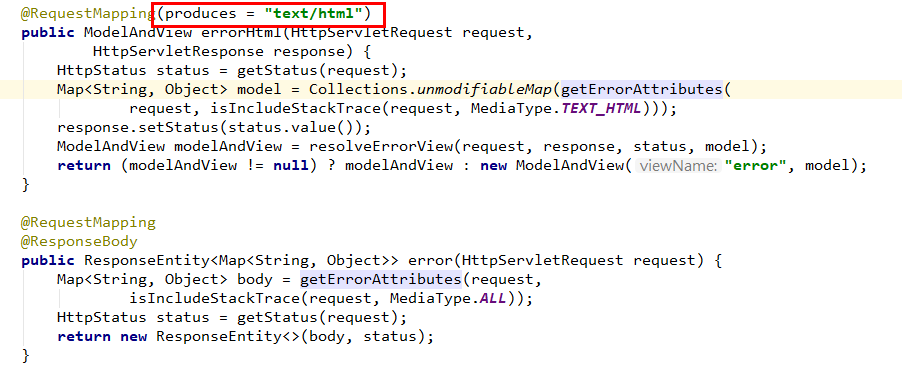 @RequestMapping(produces = "text/html")
public ModelAndView errorHtml(HttpServletRequest request,
        HttpServletResponse response) {
    HttpStatus status = getStatus(request);
    Map<String, Object> model = Collections.unmodifiableMap(getErrorAttributes(
            request, isIncludeStackTrace(request, MediaType.TEXT_HTML)));
    response.setStatus(status.value());
    ModelAndView modelAndView = resolveErrorView(request, response, status, model);
    return (modelAndView != null) ? modelAndView : new ModelAndView( viewName: "error", model);
}

@RequestMapping
@ResponseBody
public ResponseEntity<Map<String, Object>> error(HttpServletRequest request) {
    Map<String, Object> body = getErrorAttributes(request,
            isIncludeStackTrace(request, MediaType.ALL));
    HttpStatus status = getStatus(request);
    return new ResponseEntity<>(body, status);
}